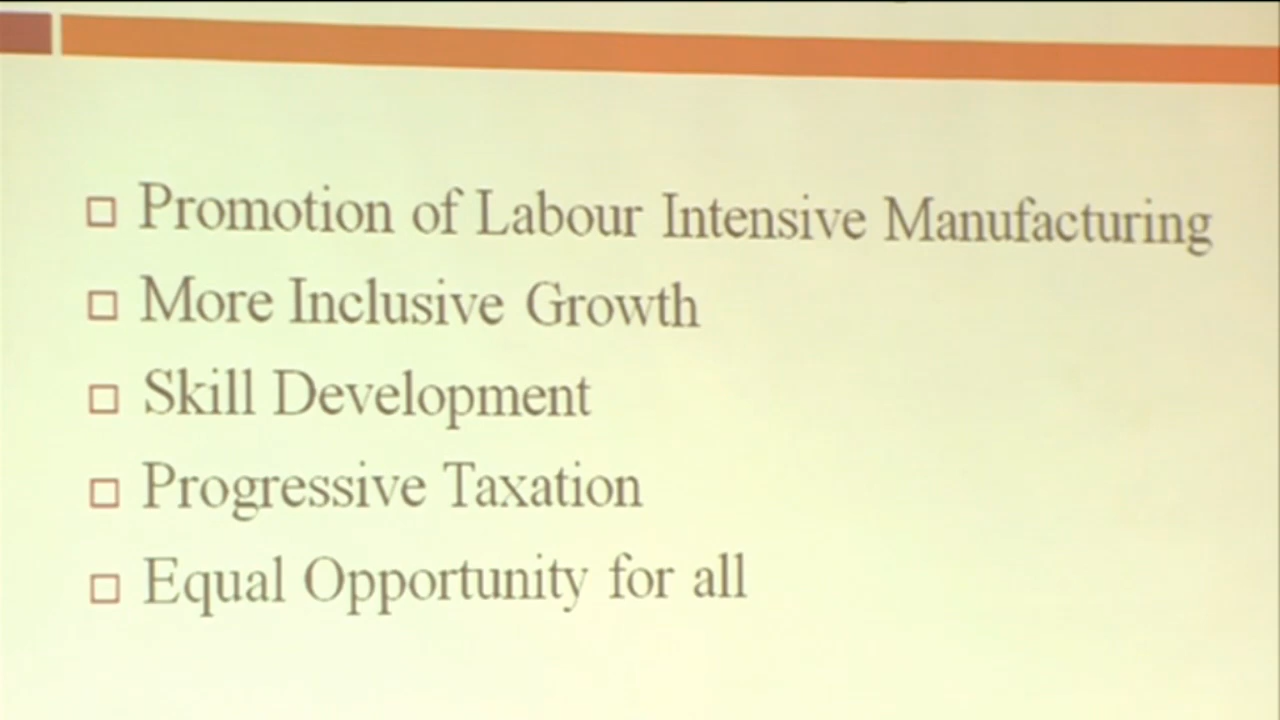 Promotion of Labour Intensive Manufacturing
More Inclusive Growth
Skill Development
Progressive Taxation
Equal Opportunity for all